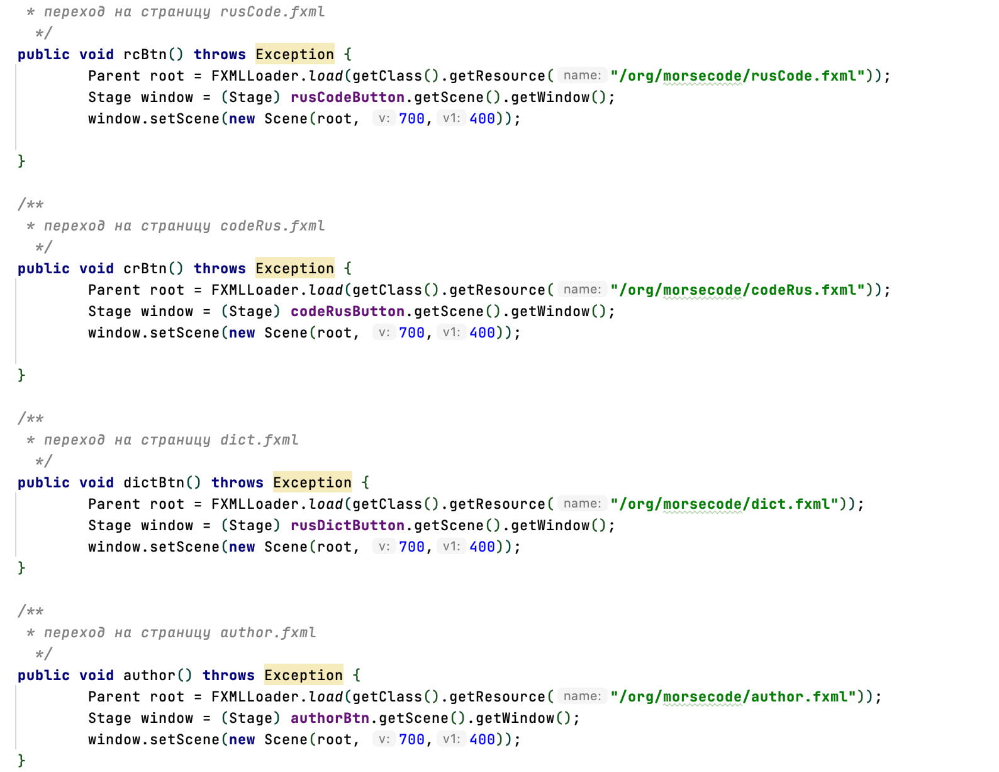 * переход на страницу rusCode.fxml
*/
public void rcBtn() throws Exception {
Parent root = FXMLLoader.load(getClass().getResource( name: "/org/morsecode/rusCode.fxml"));
Stage window = (Stage) rusCodeButton.getScene().getWindow();
window.setScene(new Scene(root, v: 700, v1: 400));
}
/**
* переход на страницу codeRus.fxml
*/
public void crBtn() throws Exception {
Parent root = FXMLLoader.load(getClass().getResource( name: "/org/morsecode/codeRus.fxml"));
Stage window = (Stage) codeRusButton.getScene().getWindow();
window.setScene(new Scene(root, v: 700, v1: 400));
}
/**
* переход на страницу dict.fxml
*/
public void dictBtn() throws Exception {
Parent root = FXMLLoader.load(getClass().getResource( name: "/org/morsecode/dict.fxml"));
Stage window = (Stage) rusDictButton.getScene().getWindow();
window.setScene(new Scene(root, v: 700, v1: 400));
}
/**
* переход на страницу author.fxml
*/
public void author() throws Exception {
Parent root = FXMLLoader.load(getClass().getResource( name: "/org/morsecode/author.fxml"));
Stage window = (Stage) authorBtn.getScene().getWindow();
window.setScene(new Scene(root, v: 700, v1: 400));
}